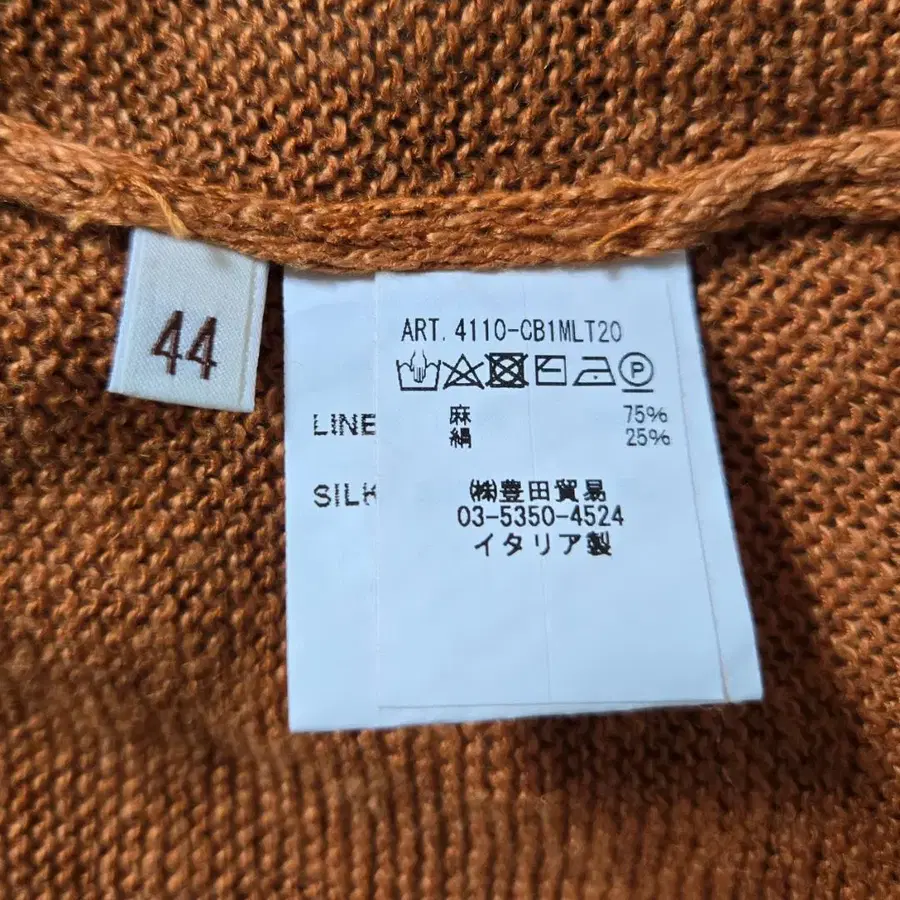 44
ART. 4110-CB1MLT20
P
LINE
麻 75%
絹 25%
SILK
㈱豊田貿易
03-5350-4524
イタリア製